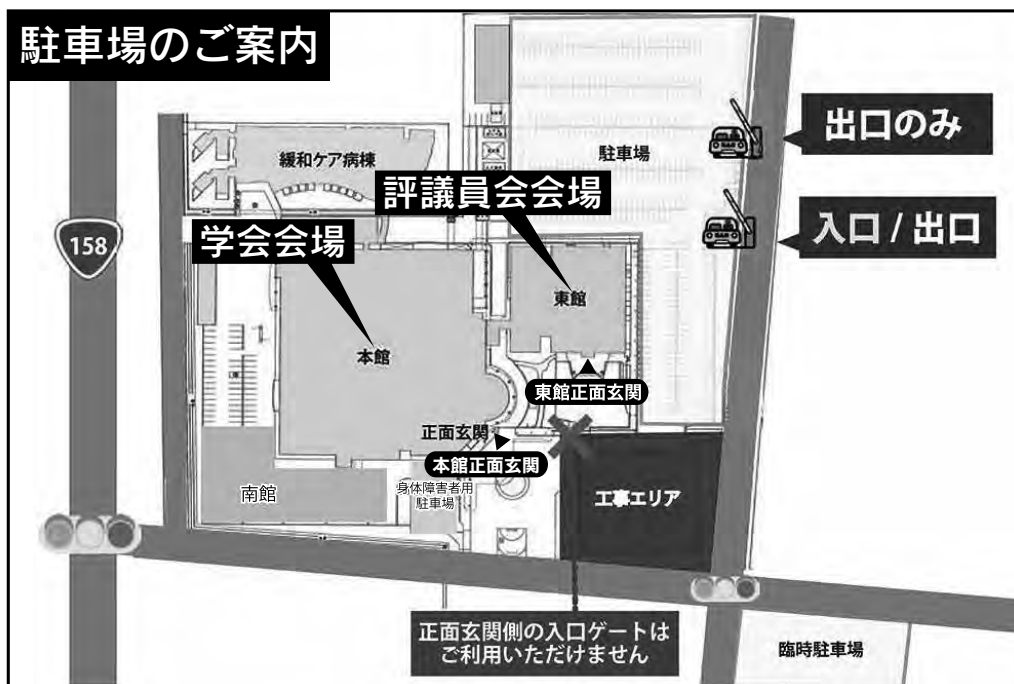 駐車場のご案内
出口のみ
緩和ケア病棟
駐車場
評議員会会場
入口 / 出口
学会会場
158
東館
本館
東館正面玄関
正面玄関
本館正面玄関
南館
身体障害者用
駐車場
工事エリア
正面玄関側の入口ゲートは
ご利用いただけません
臨時駐車場